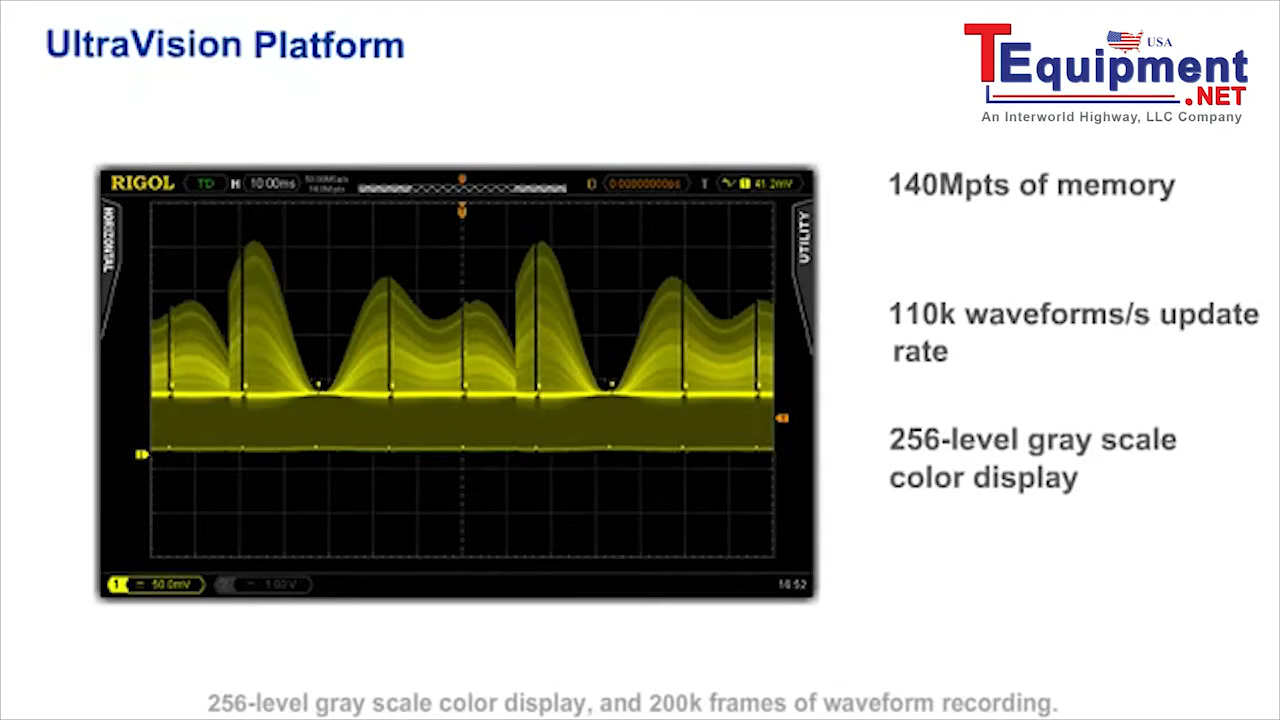 UltraVision Platform
USA
TEquipment
.NET
An Interworld Highway, LLC Company
RIGOL TD H 10.00ms
T 1 41.2mV
HORIZONTAL
UTILITY
140Mpts of memory
110k waveforms/s update
rate
256-level gray scale
color display
1 = 50.0mV
1.00 V
16:52
256-level gray scale color display, and 200k frames of waveform recording.